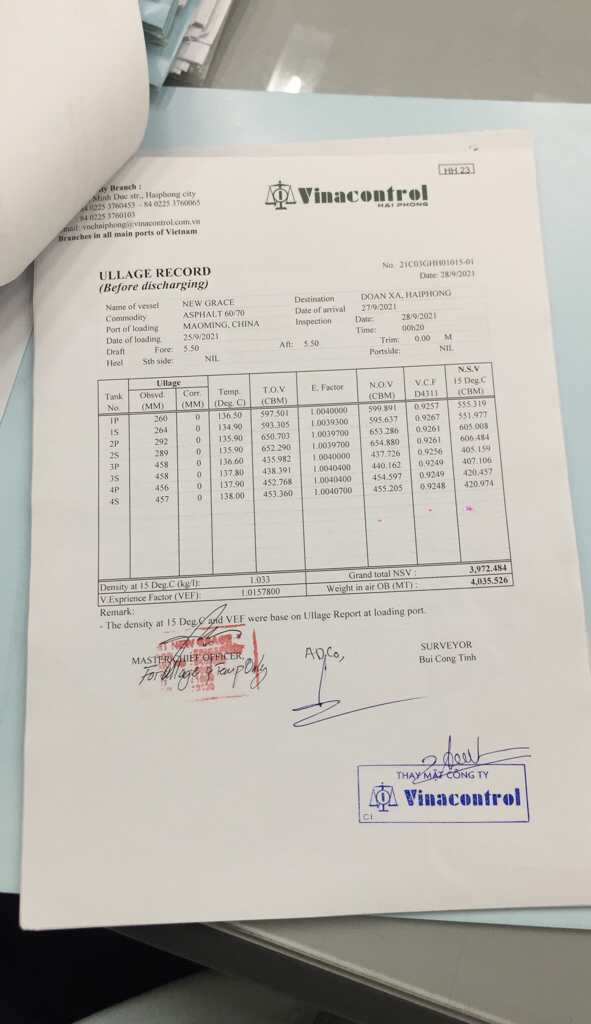 HH 23
ty Branch :
Minh Duc str., Haiphong city
0225 3760453 - 84 0225 3760065
84 0225 3760103
mail: vnchaiphong@vinacontrol.com.vn
Branches in all main ports of Vietnam
Vinacontrol
HAI PHONG
No. 21C03GHH01015-01
Date: 28/9/2021
ULLAGE RECORD
(Before discharging)
Name of vessel NEW GRACE Destination DOAN XA, HAIPHONG
Commodity ASPHALT 60/70 Date of arrival 27/9/2021
Port of loading MAOMING, CHINA Inspection Date: 28/9/2021
Date of loading 25/9/2021 Time: 00h20
Draft Fore: 5.50 Aft: 5.50 Trim: 0.00 M
Heel Stb side: NIL Portside: NIL
Tank No. Ullage Obsvd. (MM) Corr. (MM) Temp. (Deg. C) T.O.V (CBM) E. Factor N.O.V (CBM) V.C.F D4311 N.S.V 15 Deg.C (CBM)
1P 260 0 136.50 597.501 1.0040000 599.891 0.9257 555.319
1S 264 0 134.90 593.305 1.0039300 595.637 0.9267 551.977
2P 292 0 135.90 650.703 1.0039700 653.286 0.9261 605.008
2S 289 0 135.90 652.290 1.0039700 654.880 0.9261 606.484
3P 458 0 136.60 435.982 1.0040000 437.726 0.9256 405.159
3S 458 0 137.80 438.391 1.0040400 440.162 0.9249 407.106
4P 456 0 137.90 452.768 1.0040400 454.597 0.9249 420.457
4S 457 0 138.00 453.360 1.0040700 455.205 0.9248 420.974
Density at 15 Deg.C (kg/l): 1.033 Grand total NSV : 3,972.484
V.Exprience Factor (VEF): 1.0157800 Weight in air OB (MT) : 4,035.526
Remark:
- The density at 15 Deg.C and VEF were base on Ullage Report at loading port.
NEW GRACE
MASTER/CHIEF OFFICER
For Ullage & Temp Only
SURVEYOR
Bui Cong Tinh
THAY MẶT CÔNG TY
Vinacontrol
C1